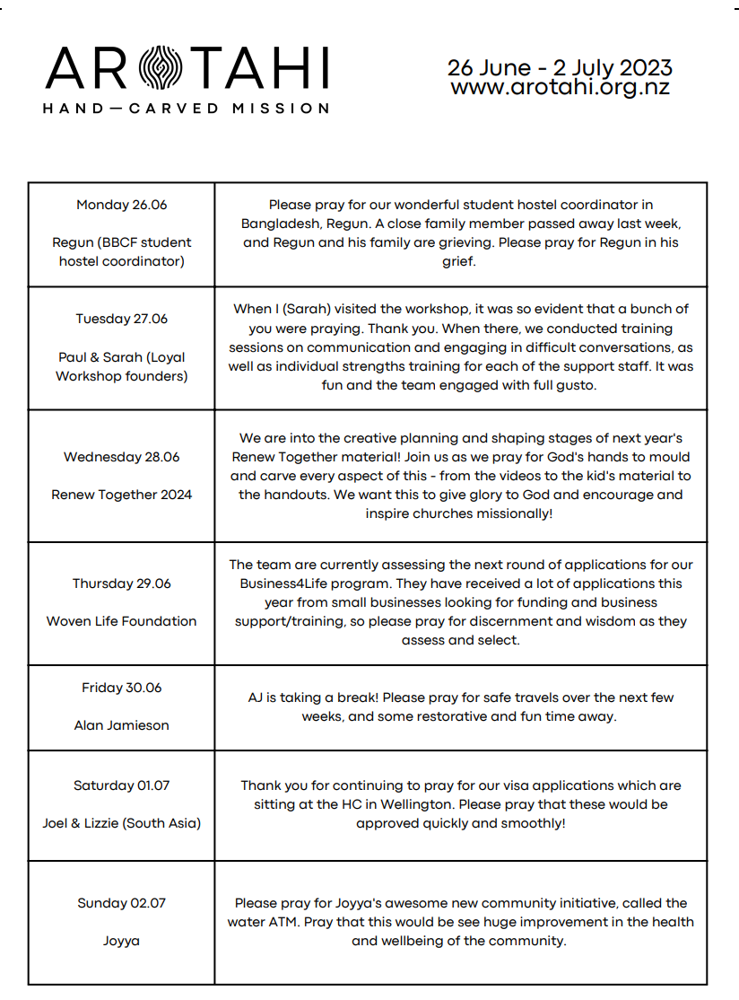 AROTAHI
HAND—CARVED MISSION
26 June - 2 July 2023
www.arotahi.org.nz
Monday 26.06
Regun (BBCF student
hostel coordinator)
Please pray for our wonderful student hostel coordinator in
Bangladesh, Regun. A close family member passed away last week,
and Regun and his family are grieving. Please pray for Regun in his
grief.
Tuesday 27.06
Paul & Sarah (Loyal
Workshop founders)
When I (Sarah) visited the workshop, it was so evident that a bunch of
you were praying. Thank you. When there, we conducted training
sessions on communication and engaging in difficult conversations, as
well as individual strengths training for each of the support staff. It was
fun and the team engaged with full gusto.
Wednesday 28.06
Renew Together 2024
We are into the creative planning and shaping stages of next year's
Renew Together material! Join us as we pray for God's hands to mould
and carve every aspect of this - from the videos to the kid's material to
the handouts. We want this to give glory to God and encourage and
inspire churches missionally!
Thursday 29.06
Woven Life Foundation
The team are currently assessing the next round of applications for our
Business4Life program. They have received a lot of applications this
year from small businesses looking for funding and business
support/training, so please pray for discernment and wisdom as they
assess and select.
Friday 30.06
Alan Jamieson
AJ is taking a break! Please pray for safe travels over the next few
weeks, and some restorative and fun time away.
Saturday 01.07
Joel & Lizzie (South Asia)
Thank you for continuing to pray for our visa applications which are
sitting at the HC in Wellington. Please pray that these would be
approved quickly and smoothly!
Sunday 02.07
Joyya
Please pray for Joyya's awesome new community initiative, called the
water ATM. Pray that this would be see huge improvement in the health
and wellbeing of the community.